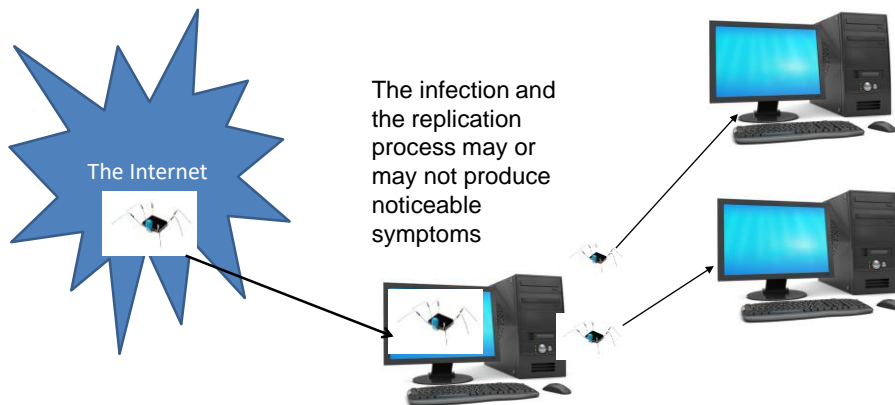 The Internet
The infection and
the replication
process may or
may not produce
noticeable
symptoms